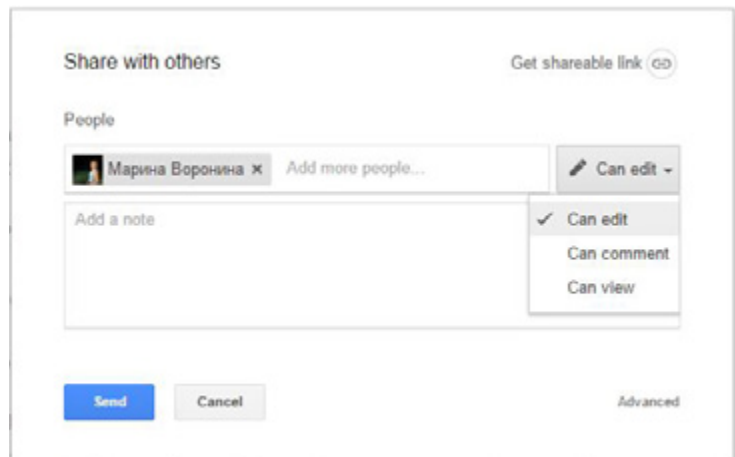 Share with others Get shareable link
People
Марина Воронина × Add more people... Can edit
Add a note
Can edit
Can comment
Can view
Send Cancel Advanced